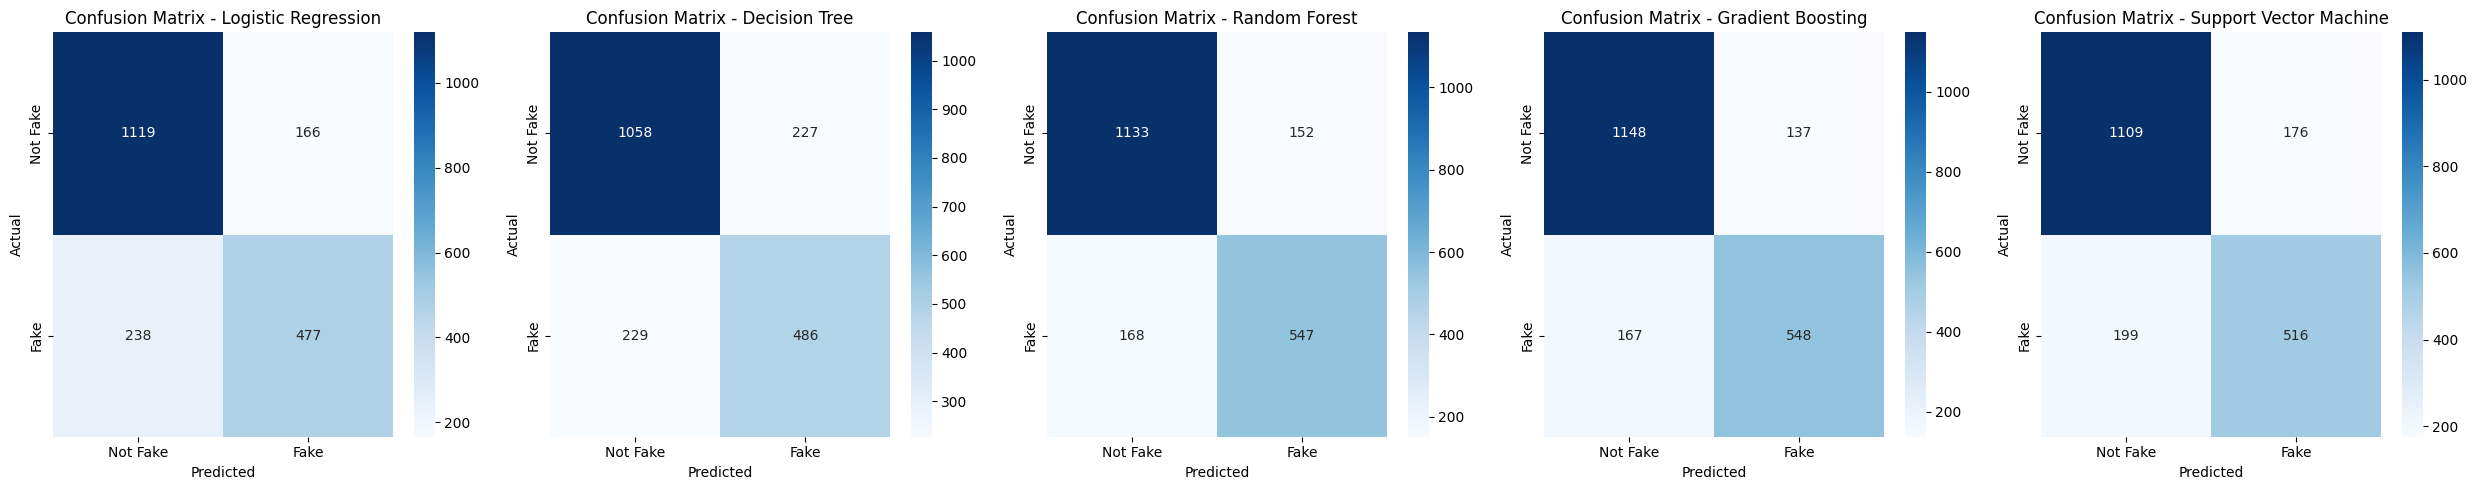 Confusion Matrix - Logistic Regression
Not Fake
Fake
Actual
1119
166
238
477
Not Fake
Fake
Predicted
1000
800
600
400
200
Confusion Matrix - Decision Tree
Not Fake
Fake
Actual
1058
227
229
486
Not Fake
Fake
Predicted
1000
900
800
700
600
500
400
300
Confusion Matrix - Random Forest
Not Fake
Fake
Actual
1133
152
168
547
Not Fake
Fake
Predicted
1000
800
600
400
200
Confusion Matrix - Gradient Boosting
Not Fake
Fake
Actual
1148
137
167
548
Not Fake
Fake
Predicted
1000
800
600
400
200
Confusion Matrix - Support Vector Machine
Not Fake
Fake
Actual
1109
176
199
516
Not Fake
Fake
Predicted
1000
800
600
400
200